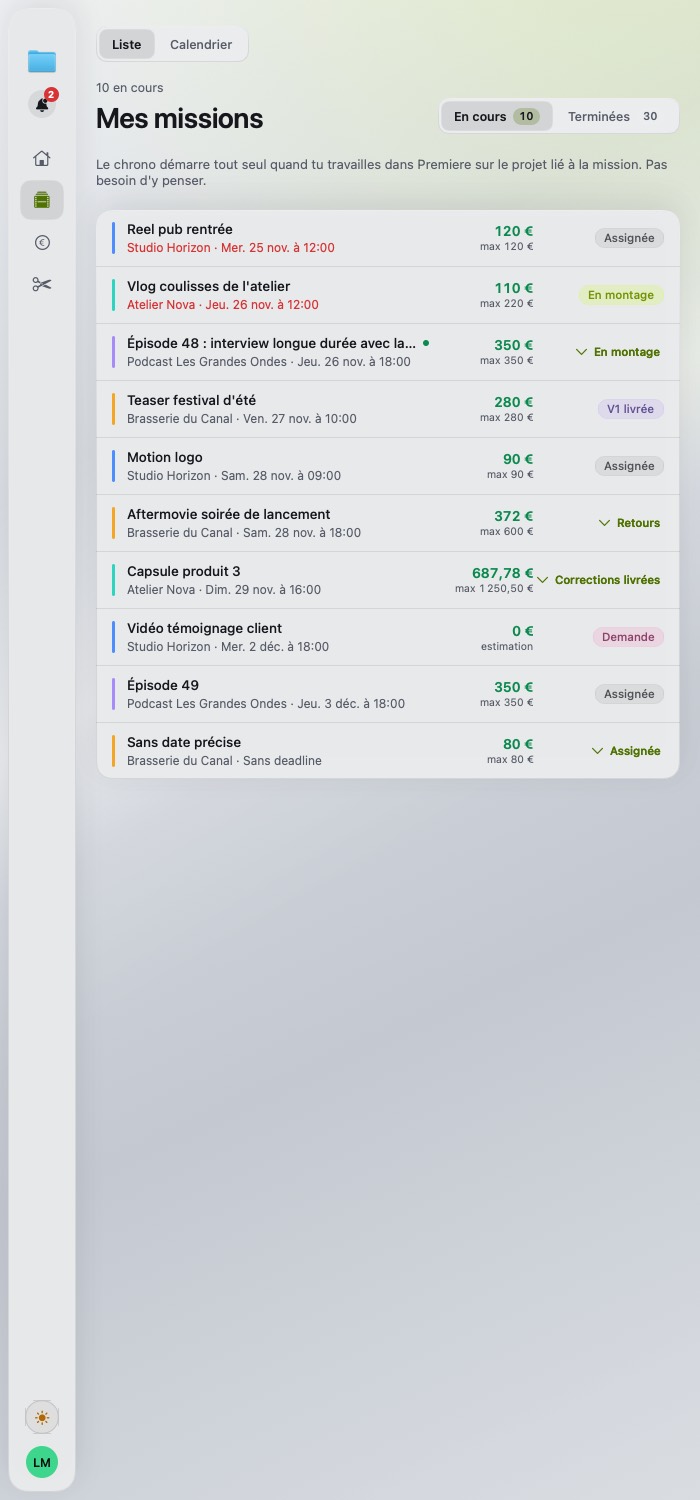 Liste
Calendrier
2
10 en cours
Mes missions
En cours 10
Terminées 30
Le chrono démarre tout seul quand tu travailles dans Premiere sur le projet lié à la mission. Pas
besoin d'y penser.
Reel pub rentrée
Studio Horizon · Mer. 25 nov. à 12:00
120 €
max 120 €
Assignée
Vlog coulisses de l'atelier
Atelier Nova · Jeu. 26 nov. à 12:00
110 €
max 220 €
En montage
Épisode 48 : interview longue durée avec la...
Podcast Les Grandes Ondes · Jeu. 26 nov. à 18:00
350 €
max 350 €
En montage
Teaser festival d'été
Brasserie du Canal · Ven. 27 nov. à 10:00
280 €
max 280 €
V1 livrée
Motion logo
Studio Horizon · Sam. 28 nov. à 09:00
90 €
max 90 €
Assignée
Aftermovie soirée de lancement
Brasserie du Canal · Sam. 28 nov. à 18:00
372 €
max 600 €
Retours
Capsule produit 3
Atelier Nova · Dim. 29 nov. à 16:00
687,78 €
max 1 250,50 €
Corrections livrées
Vidéo témoignage client
Studio Horizon · Mer. 2 déc. à 18:00
0 €
estimation
Demande
Épisode 49
Podcast Les Grandes Ondes · Jeu. 3 déc. à 18:00
350 €
max 350 €
Assignée
Sans date précise
Brasserie du Canal · Sans deadline
80 €
max 80 €
Assignée
LM